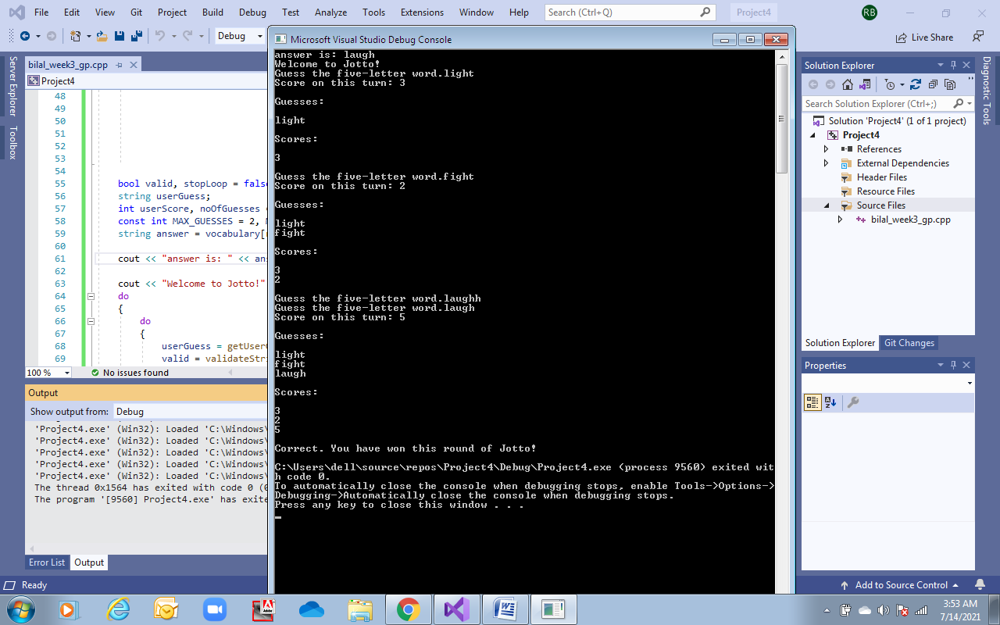 File Edit View Git Project Build Debug Test Analyze Tools Extensions Window Help Search (Ctrl+Q) Project4 RB
Debug Live Share
Server Explorer
Toolbox
bilal_week3_gp.cpp
Project4
48
49
50
51
52
53
54
55 bool valid, stopLoop = false
56 string userGuess;
57 int userScore, noOfGuesses =
58 const int MAX_GUESSES = 2,
59 string answer = vocabulary[
60
61 cout << "answer is: " << ans
62
63 cout << "Welcome to Jotto!"
64 do
65 {
66 do
67 {
68 userGuess = getUserG
69 valid = validateStri
100 % No issues found
Output
Show output from: Debug
'Project4.exe' (Win32): Loaded 'C:\Windows\
'Project4.exe' (Win32): Loaded 'C:\Windows\
'Project4.exe' (Win32): Loaded 'C:\Windows\
'Project4.exe' (Win32): Loaded 'C:\Windows\
'Project4.exe' (Win32): Loaded 'C:\Windows\
The thread 0x1564 has exited with code 0 (0
The program '[9560] Project4.exe' has exite
Error List Output
Microsoft Visual Studio Debug Console
answer is: laugh
Welcome to Jotto!
Guess the five-letter word.light
Score on this turn: 3
Guesses:
light
Scores:
3
Guess the five-letter word.fight
Score on this turn: 2
Guesses:
light
fight
Scores:
3
2
Guess the five-letter word.laughh
Guess the five-letter word.laugh
Score on this turn: 5
Guesses:
light
fight
laugh
Scores:
3
2
5
Correct. You have won this round of Jotto!
C:\Users\dell\source\repos\Project4\Debug\Project4.exe (process 9560) exited wit
h code 0.
To automatically close the console when debugging stops, enable Tools->Options->
Debugging->Automatically close the console when debugging stops.
Press any key to close this window . . .
Solution Explorer
Search Solution Explorer (Ctrl+;)
Solution 'Project4' (1 of 1 project)
Project4
References
External Dependencies
Header Files
Resource Files
Source Files
bilal_week3_gp.cpp
Solution Explorer Git Changes
Properties
Diagnostic Tools
Ready Add to Source Control
3:53 AM
7/14/2021